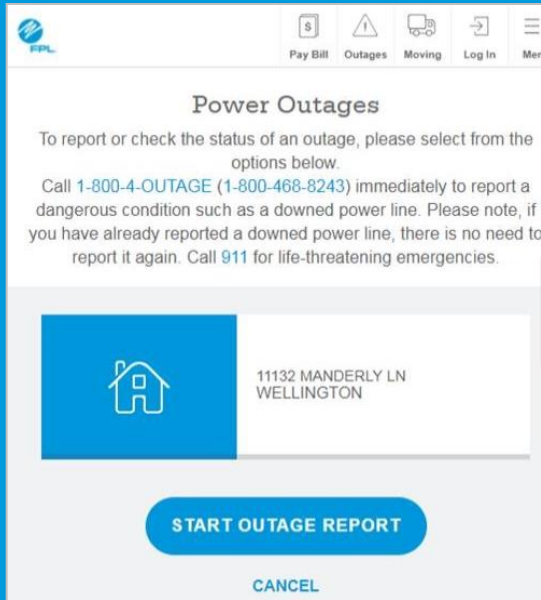 FPL
Pay Bill
Outages
Moving
Log In
Power Outages
To report or check the status of an outage, please select from the
options below.
Call 1-800-4-OUTAGE (1-800-468-8243) immediately to report a
dangerous condition such as a downed power line. Please note, if
you have already reported a downed power line, there is no need to
report it again. Call 911 for life-threatening emergencies.
11132 MANDERLY LN
WELLINGTON
START OUTAGE REPORT
CANCEL